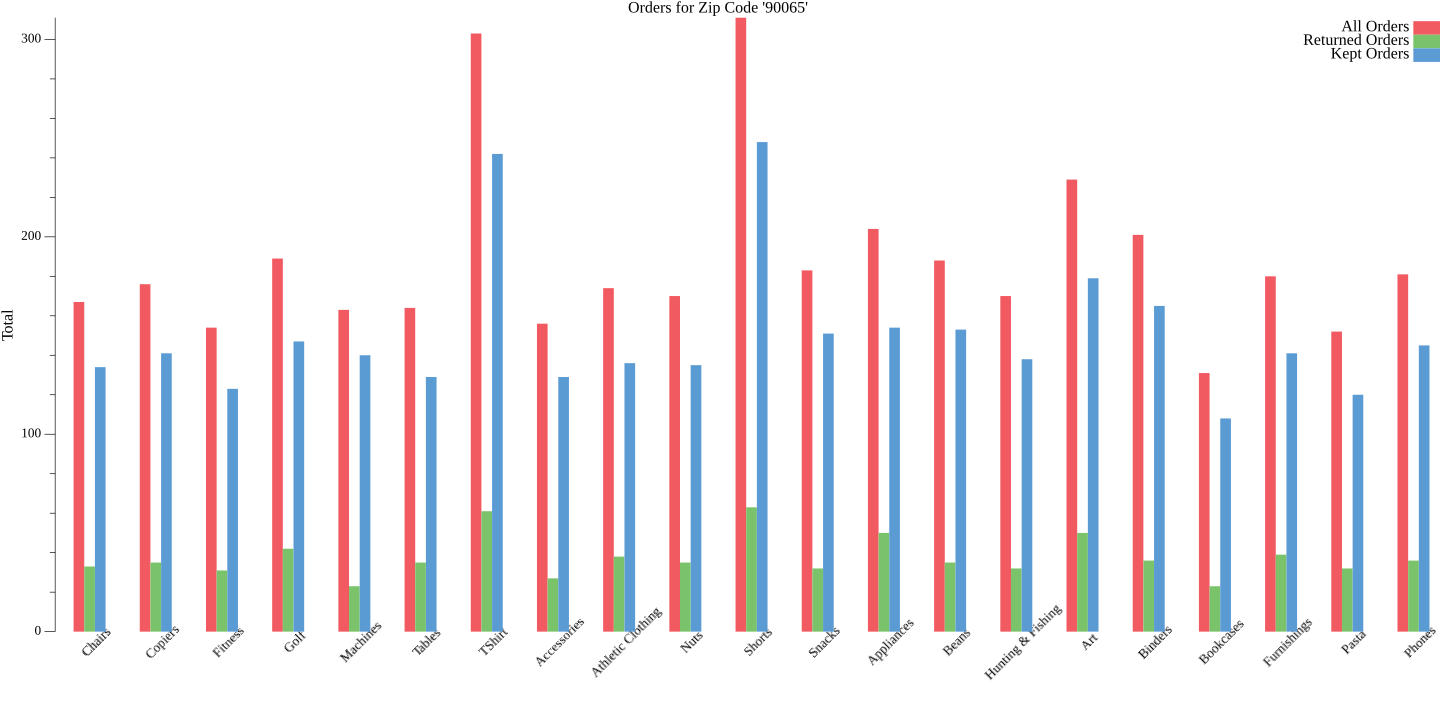 Orders for Zip Code '90065'
All Orders
Returned Orders
Kept Orders
Total
300
200
100
0
Chairs
Copiers
Fitness
Golf
Machines
Tables
TShirt
Accessories
Athletic Clothing
Nuts
Shorts
Snacks
Appliances
Beans
Hunting & Fishing
Art
Binders
Bookcases
Furnishings
Pasta
Phones